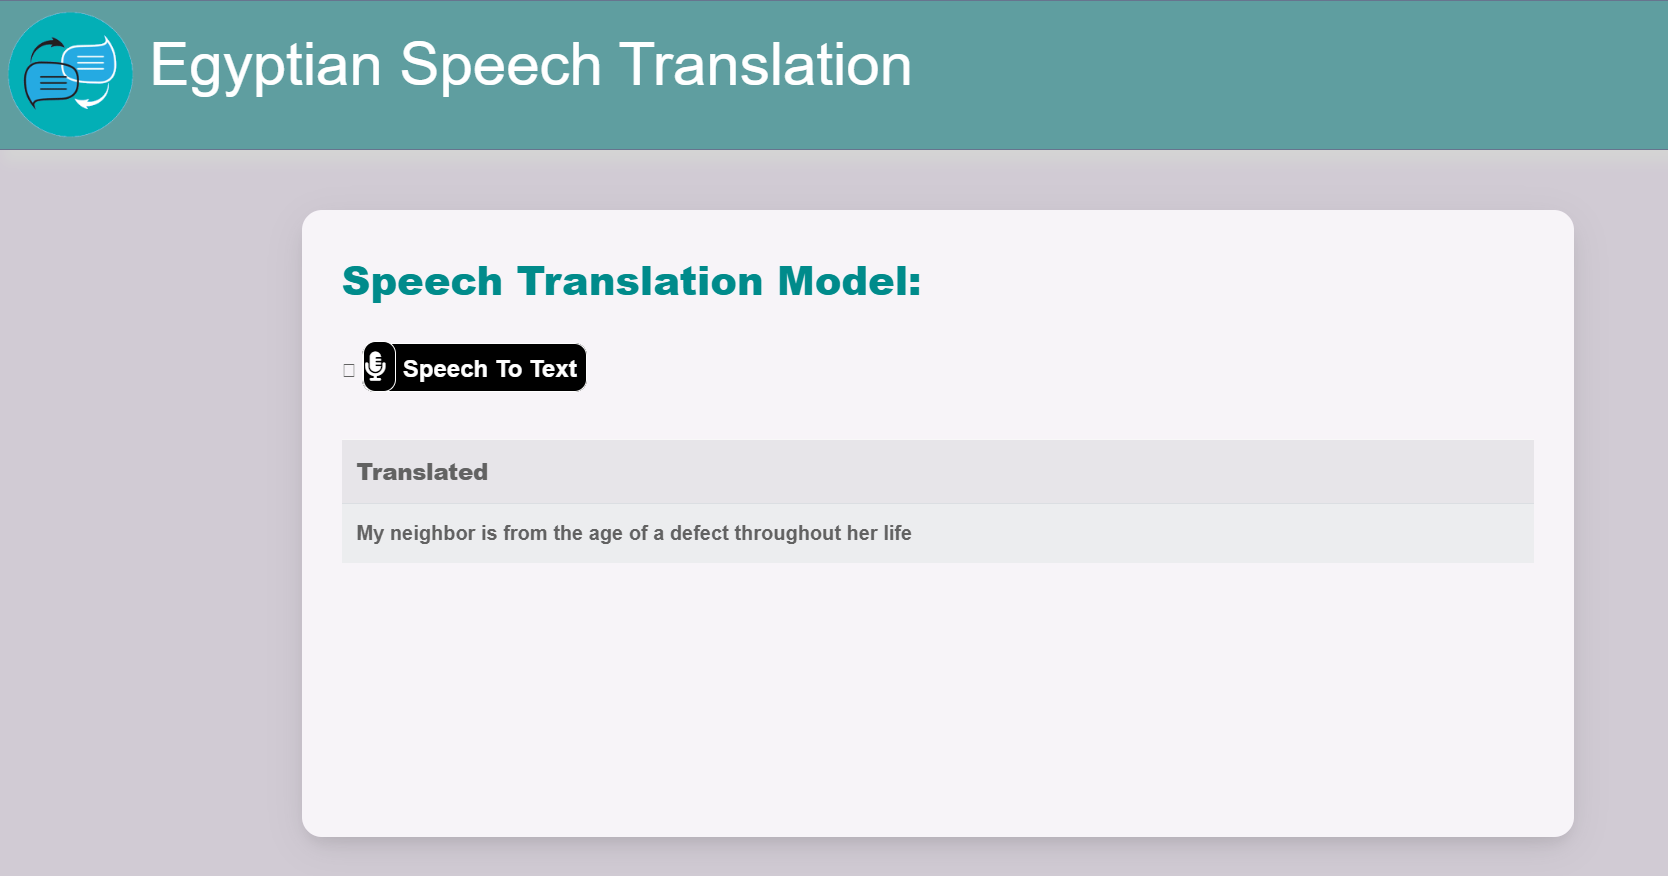 Egyptian Speech Translation
Speech Translation Model:
Speech To Text
Translated
My neighbor is from the age of a defect throughout her life